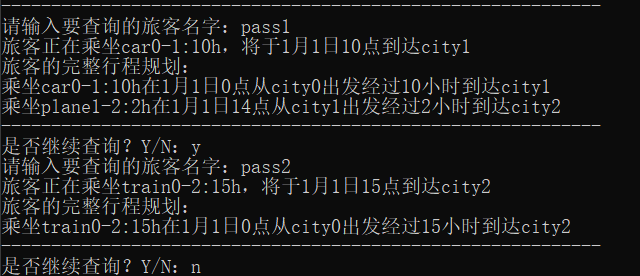 ------------------------------------------------------------
请输入要查询的旅客名字：pass1
旅客正在乘坐car0-1:10h，将于1月1日10点到达city1
旅客的完整行程规划：
乘坐car0-1:10h在1月1日0点从city0出发经过10小时到达city1
乘坐plane1-2:2h在1月1日14点从city1出发经过2小时到达city2
------------------------------------------------------------
是否继续查询？Y/N：y
请输入要查询的旅客名字：pass2
旅客正在乘坐train0-2:15h，将于1月1日15点到达city2
旅客的完整行程规划：
乘坐train0-2:15h在1月1日0点从city0出发经过15小时到达city2
------------------------------------------------------------
是否继续查询？Y/N：n